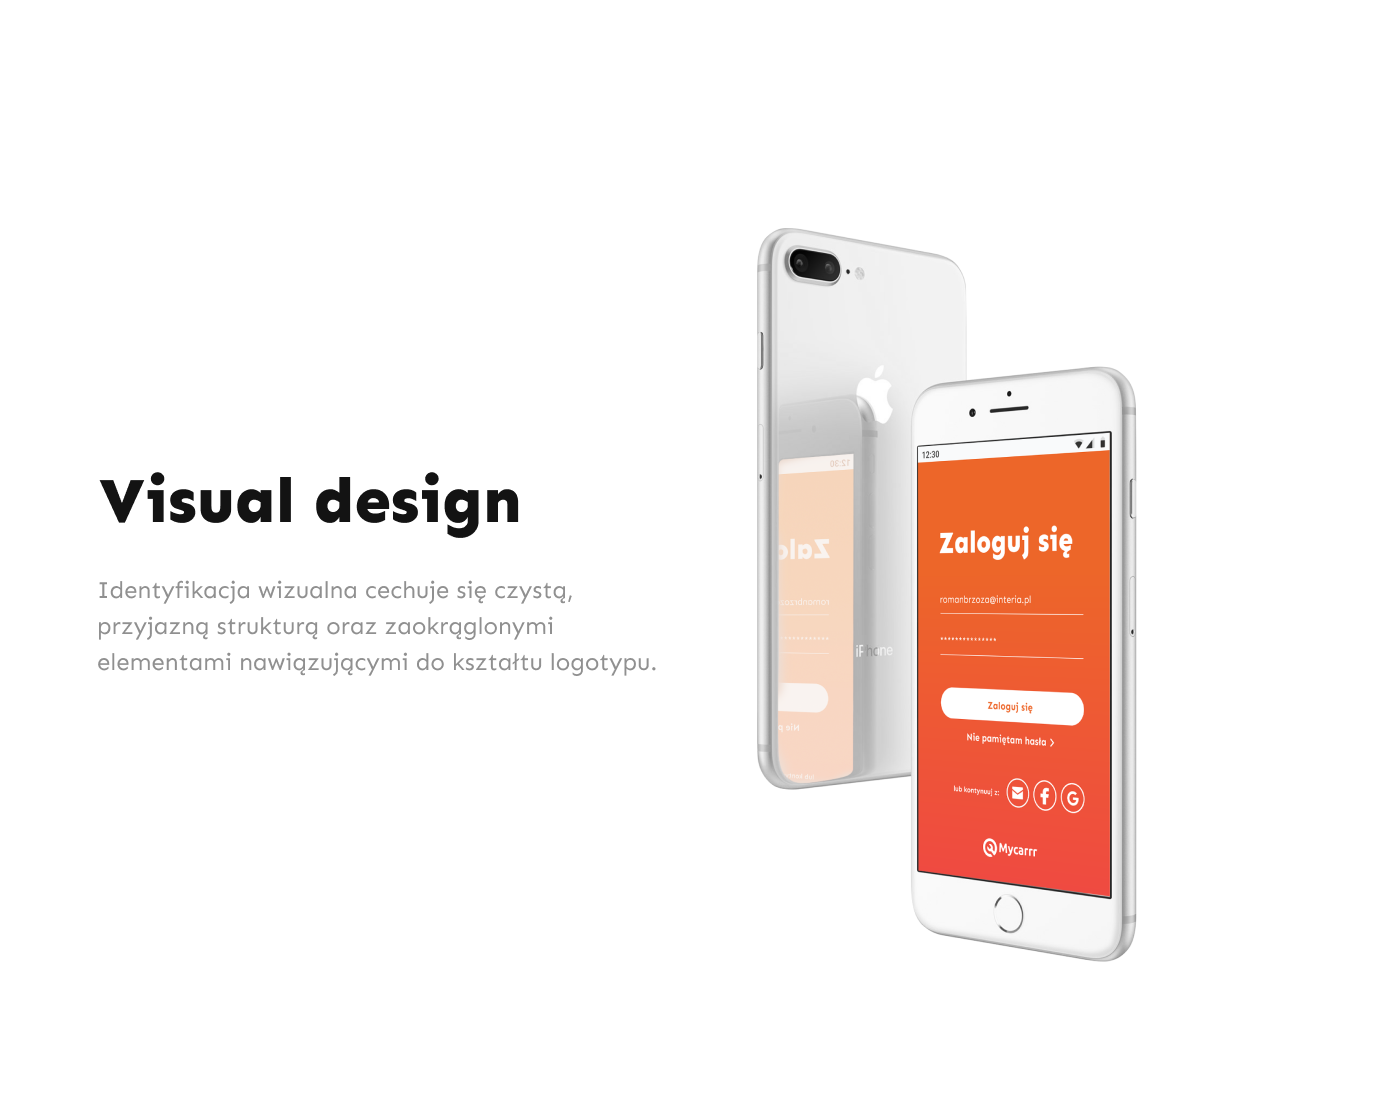 Visual design
Identyfikacja wizualna cechuje się czystą,
przyjazną strukturą oraz zaokrąglonymi
elementami nawiązującymi do kształtu logotypu.
iPhone
12:30
Zaloguj się
romanbrzoza@interia.pl
***************
Zaloguj się
Nie pamiętam hasła >
lub kontynuuj z:
Mycarrr